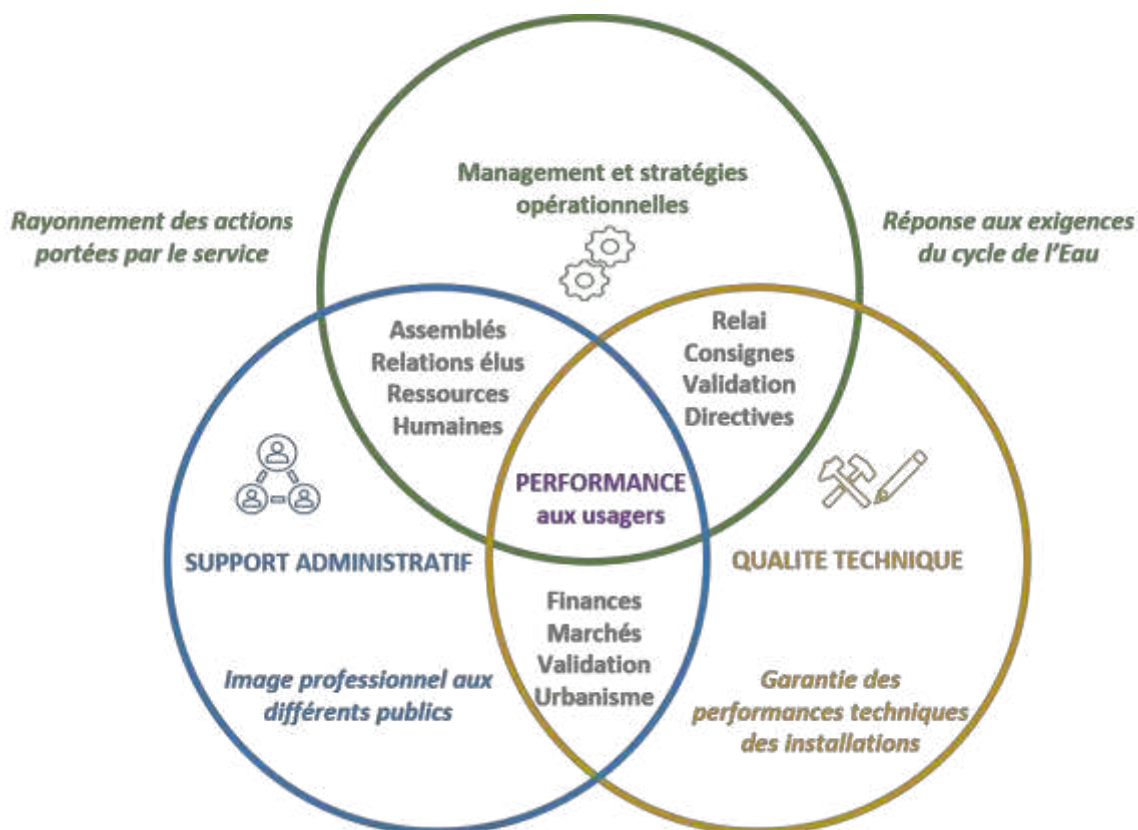 Management et stratégies
opérationnelles
Rayonnement des actions
portées par le service
Réponse aux exigences
du cycle de l'Eau
Assemblés
Relations élus
Ressources
Humaines
Relai
Consignes
Validation
Directives
PERFORMANCE
aux usagers
SUPPORT ADMINISTRATIF
QUALITE TECHNIQUE
Finances
Marchés
Validation
Urbanisme
Image professionnel aux
différents publics
Garantie des
performances techniques
des installations